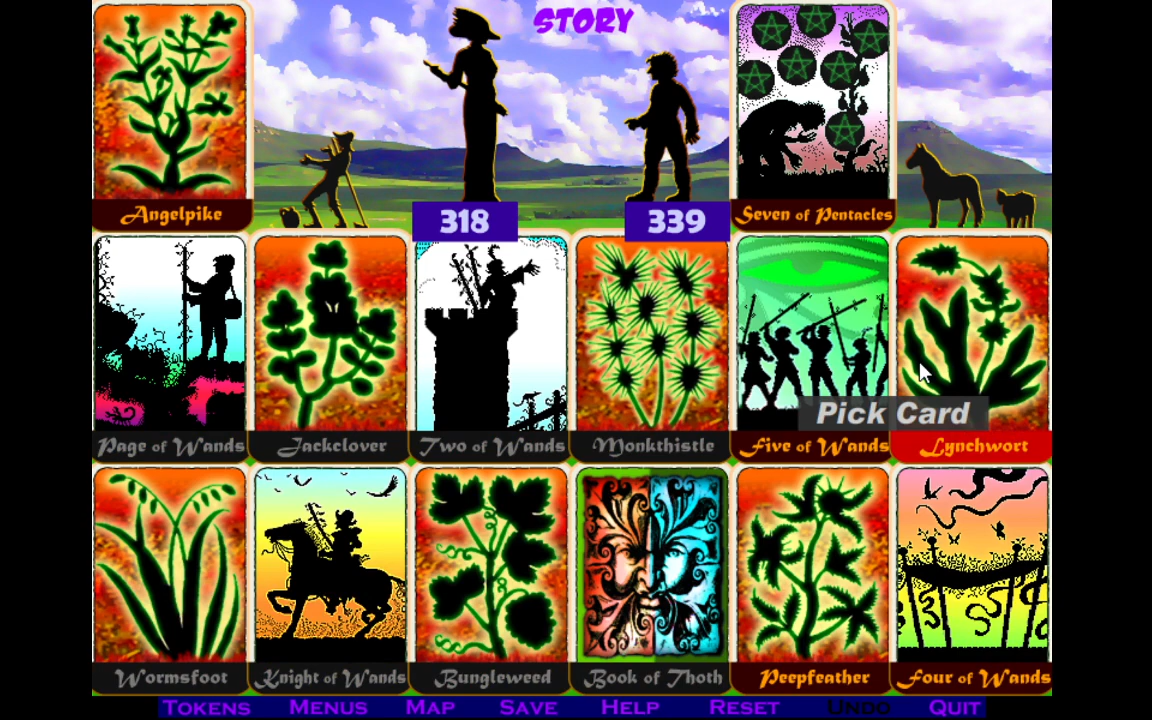 STORY
Angelpike
318
339
Seven of Pentacles
Page of Wands
Jackclover
Two of Wands
Monkthistle
Five of Wands
Pick Card
Lynchwort
Wormsfoot
Knight of Wands
Bungleweed
Book of Thoth
Peepfeather
Four of Wands
TOKENS MENUS MAP SAVE HELP RESET UNDO QUIT